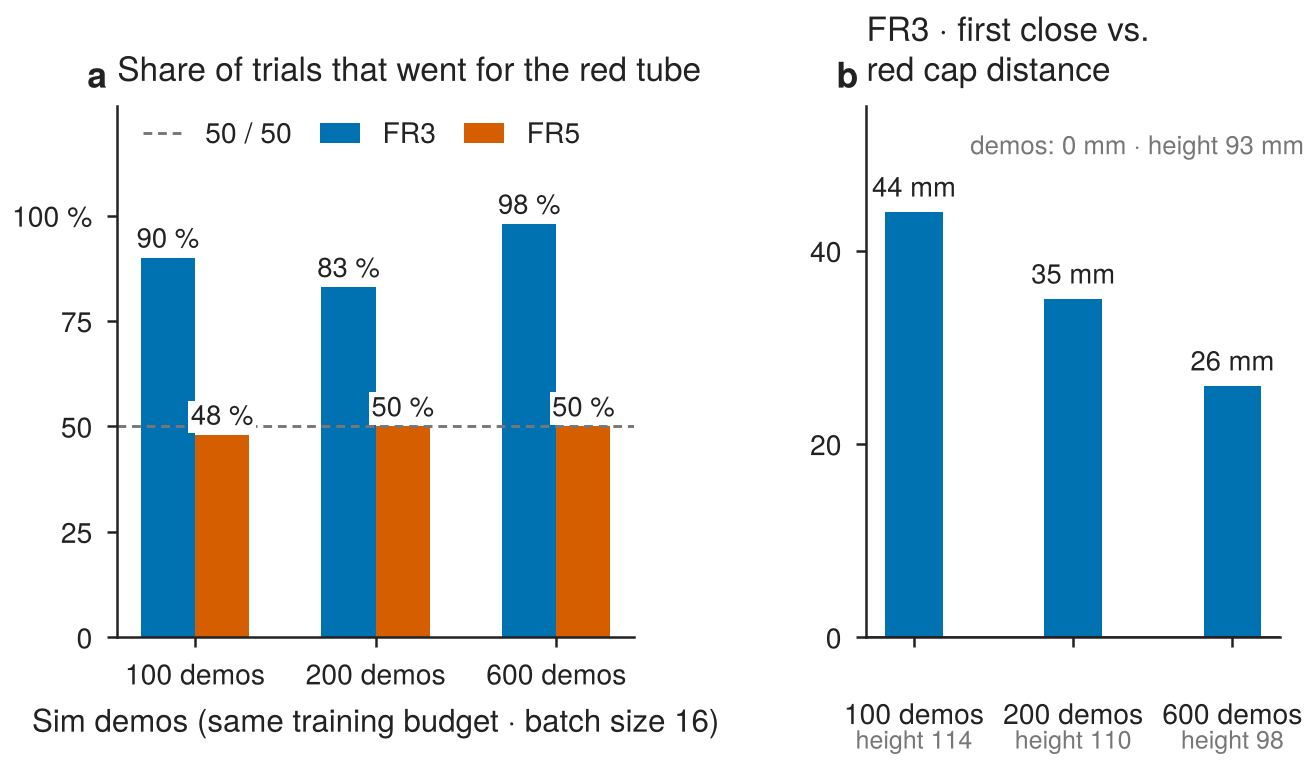 FR3 · first close vs.
a Share of trials that went for the red tube
b red cap distance
50 / 50 FR3 FR5
demos: 0 mm · height 93 mm
100 %
75
50
25
0
90 %
48 %
83 %
50 %
98 %
50 %
100 demos 200 demos 600 demos
Sim demos (same training budget · batch size 16)
40
20
0
44 mm
35 mm
26 mm
100 demos 200 demos 600 demos
height 114 height 110 height 98